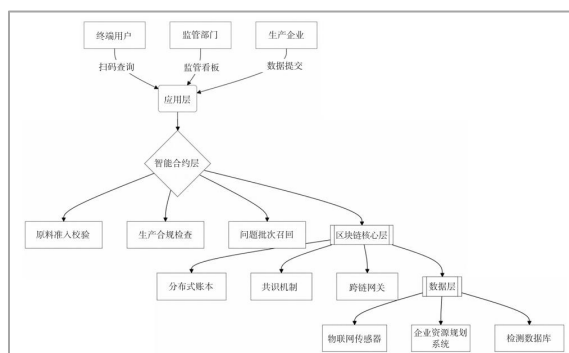 终端用户
监管部门
生产企业
扫码查询
监管看板
数据提交
应用层
智能合约层
原料准入校验
生产合规检查
问题批次召回
区块链核心层
分布式账本
共识机制
跨链网关
数据层
物联网传感器
企业资源规划
系统
检测数据库